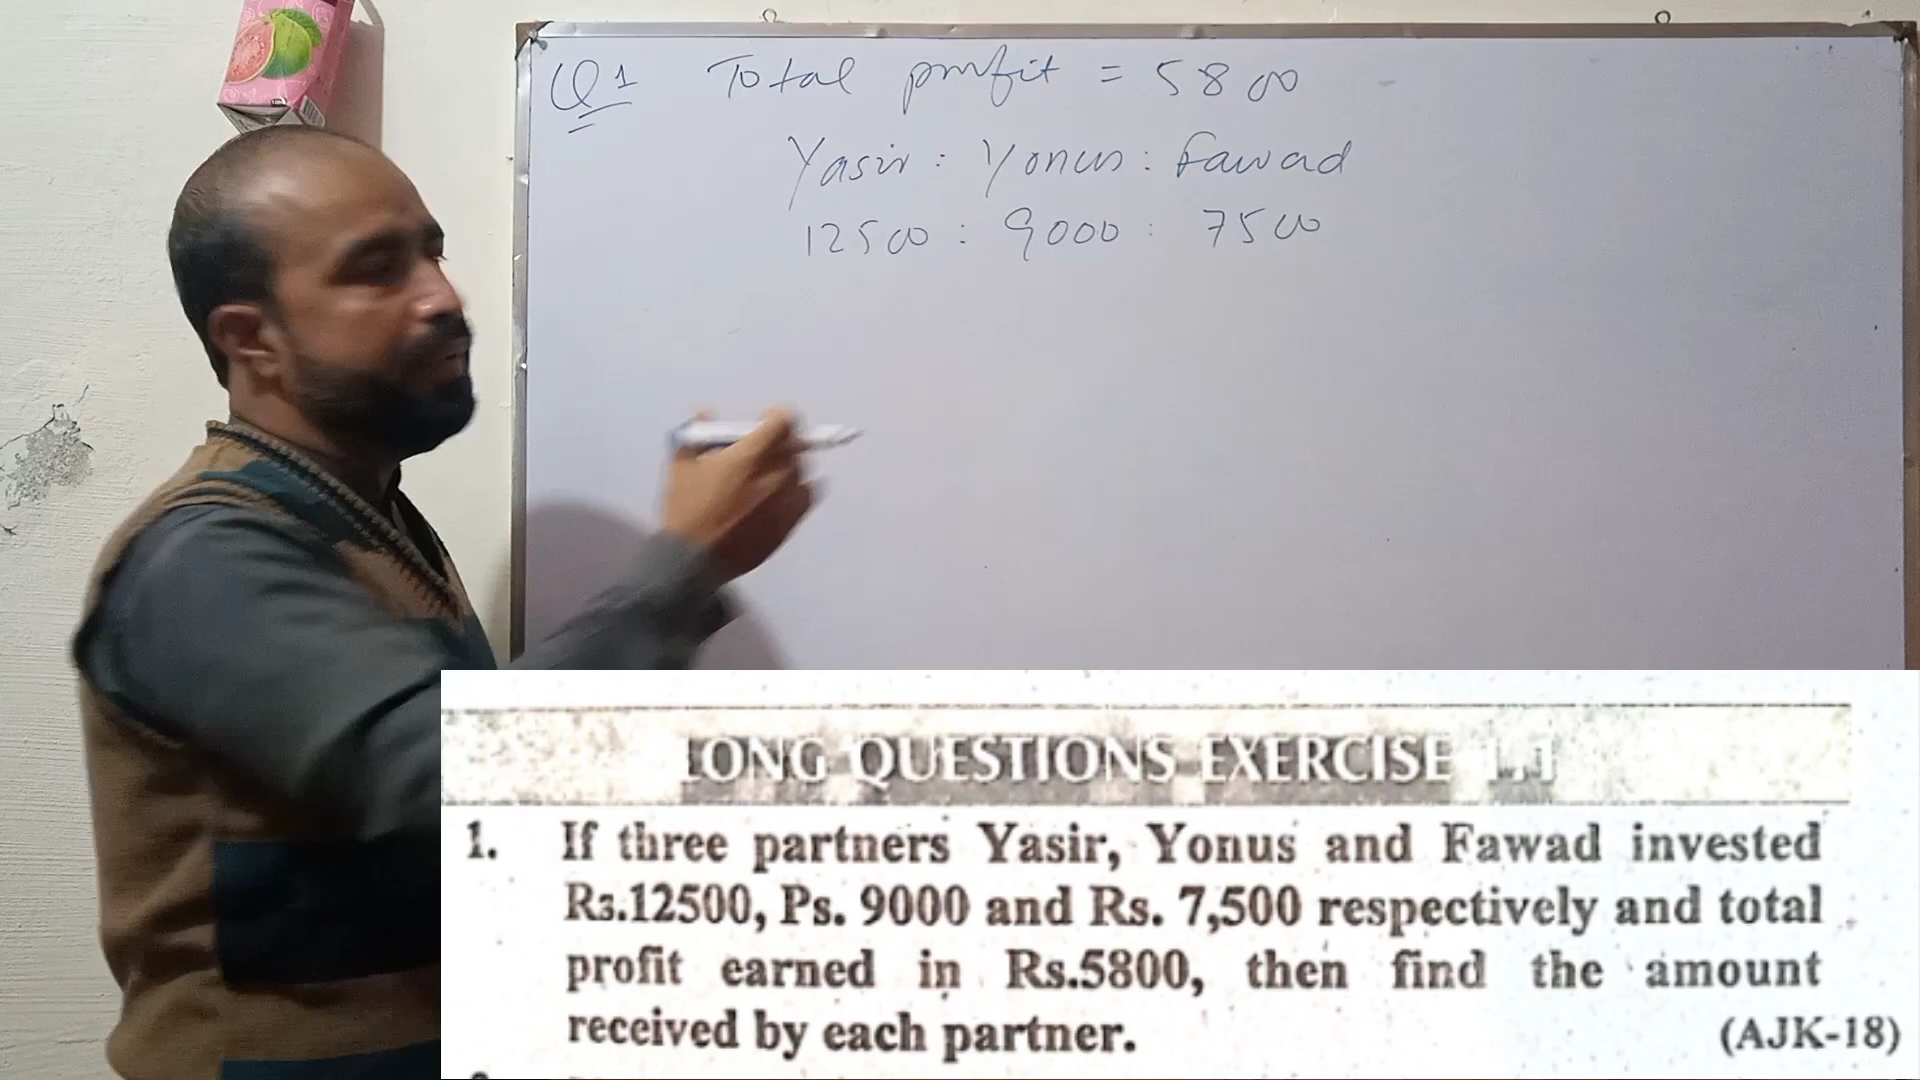 Q1 Total profit = 5800
Yasir : Yonus : Fawad
12500 : 9000 : 7500
LONG QUESTIONS EXERCISE 1.1
1. If three partners Yasir, Yonus and Fawad invested
Rs.12500, Ps. 9000 and Rs. 7,500 respectively and total
profit earned in Rs.5800, then find the amount
received by each partner. (AJK-18)